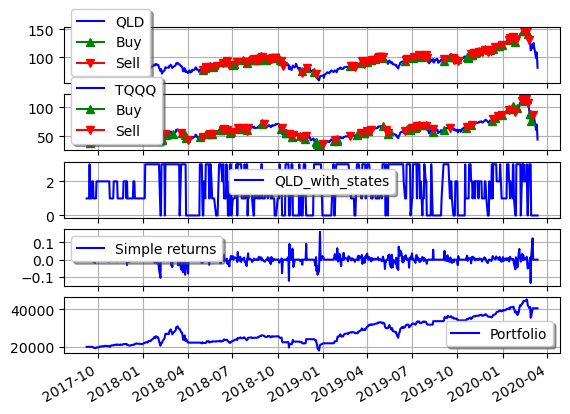 QLD
Buy
Sell
150
100
TQQQ
Buy
Sell
100
50
QLD_with_states
2
0
Simple returns
0.1
0.0
−0.1
40000
Portfolio
20000
2017-10
2018-01
2018-04
2018-07
2018-10
2019-01
2019-04
2019-07
2019-10
2020-01
2020-04